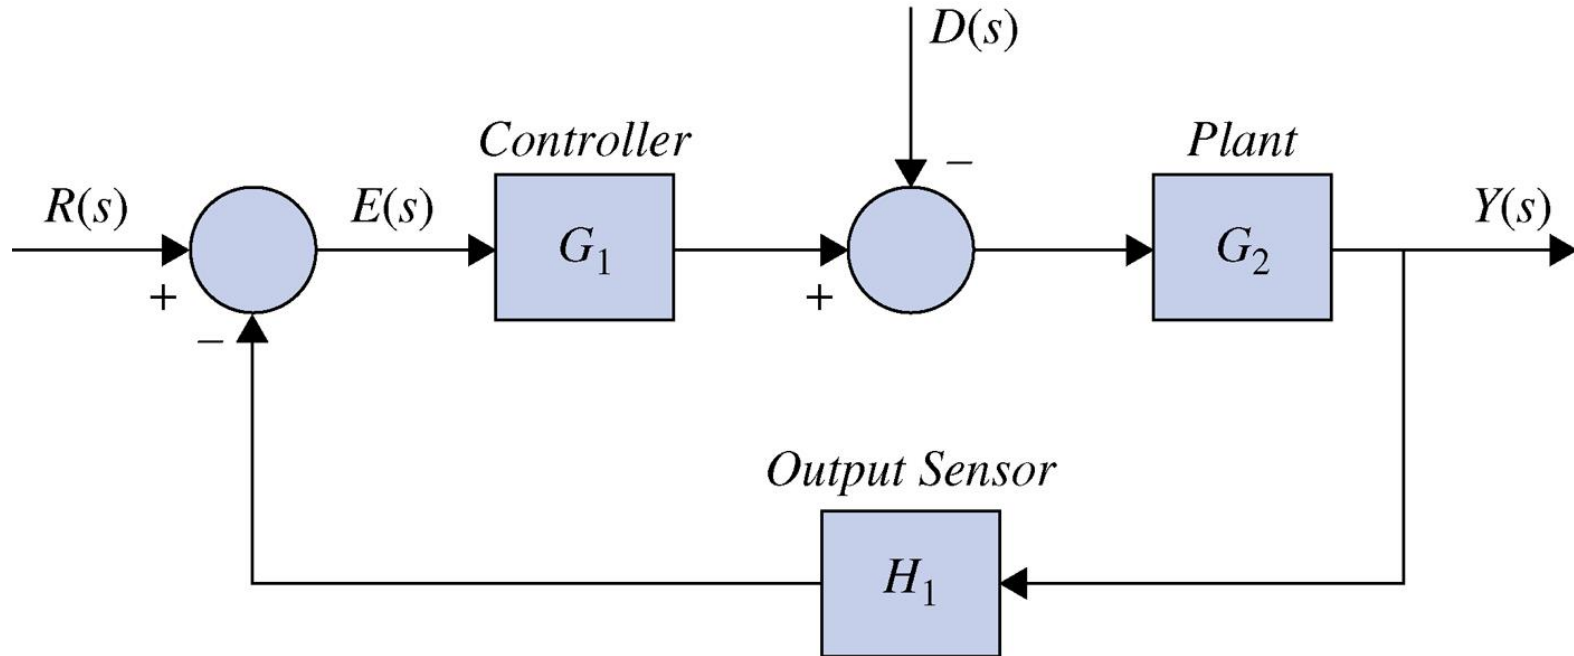 D(s)
−
Controller
Plant
R(s)
E(s)
Y(s)
G₁
G₂
+
+
−
Output Sensor
H₁